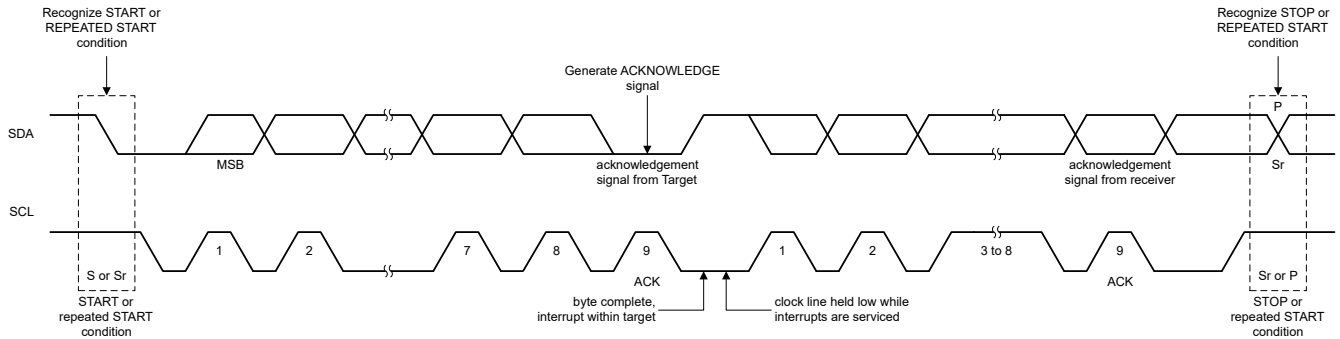 Recognize START or
REPEATED START
condition
Recognize STOP or
REPEATED START
condition
Generate ACKNOWLEDGE
signal
P
SDA
MSB
acknowledgement
signal from Target
acknowledgement
signal from receiver
Sr
SCL
1
2
7
8
9
1
2
3 to 8
9
S or Sr
ACK
ACK
Sr or P
START or
repeated START
condition
byte complete,
interrupt within target
clock line held low while
interrupts are serviced
STOP or
repeated START
condition